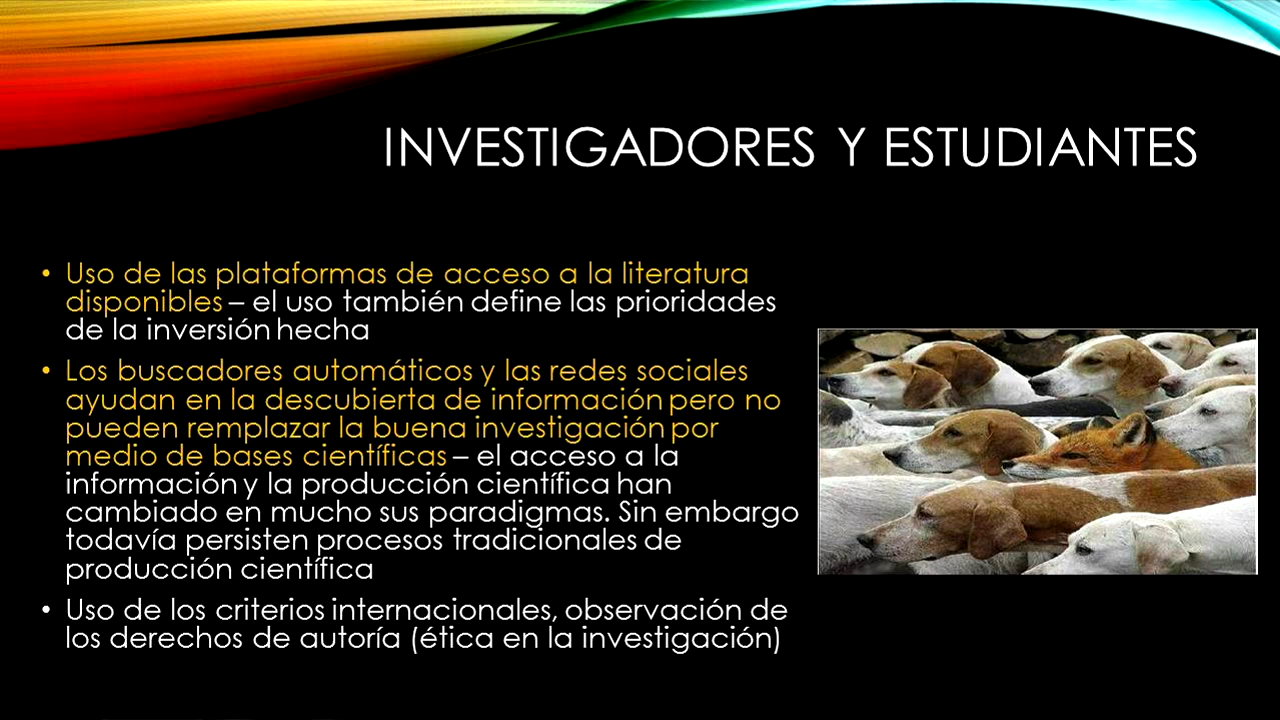 INVESTIGADORES Y ESTUDIANTES
• Uso de las plataformas de acceso a la literatura
disponibles – el uso también define las prioridades
de la inversión hecha
• Los buscadores automáticos y las redes sociales
ayudan en la descubierta de información pero no
pueden remplazar la buena investigación por
medio de bases científicas – el acceso a la
información y la producción científica han
cambiado en mucho sus paradigmas. Sin embargo
todavía persisten procesos tradicionales de
producción científica
• Uso de los criterios internacionales, observación de
los derechos de autoría (ética en la investigación)